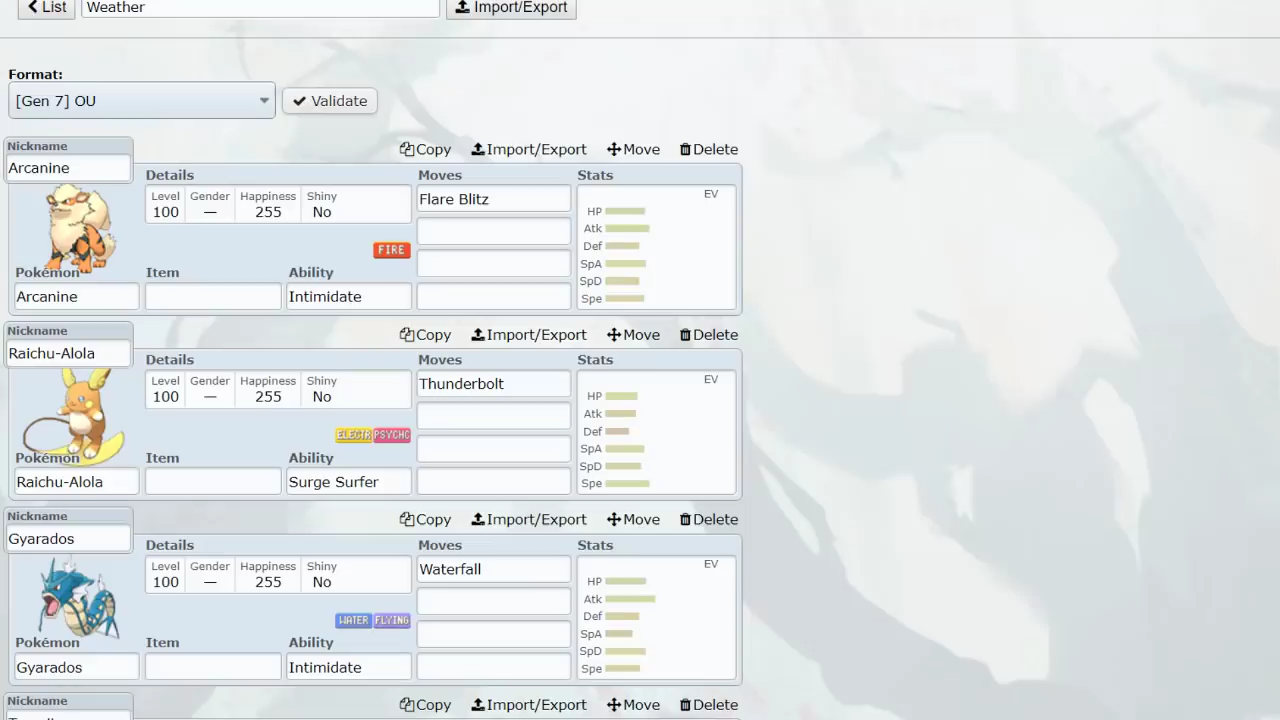 List Weather Import/Export
Format:
[Gen 7] OU Validate
Nickname
Arcanine
Copy Import/Export Move Delete
Details Moves Stats
Level Gender Happiness Shiny
100 — 255 No
Flare Blitz
EV
HP
Atk
Def
SpA
SpD
Spe
FIRE
Pokémon Item Ability
Arcanine Intimidate
Nickname
Raichu-Alola
Copy Import/Export Move Delete
Details Moves Stats
Level Gender Happiness Shiny
100 — 255 No
Thunderbolt
EV
HP
Atk
Def
SpA
SpD
Spe
ELECTR PSYCHC
Pokémon Item Ability
Raichu-Alola Surge Surfer
Nickname
Gyarados
Copy Import/Export Move Delete
Details Moves Stats
Level Gender Happiness Shiny
100 — 255 No
Waterfall
EV
HP
Atk
Def
SpA
SpD
Spe
WATER FLYING
Pokémon Item Ability
Gyarados Intimidate
Nickname
Copy Import/Export Move Delete